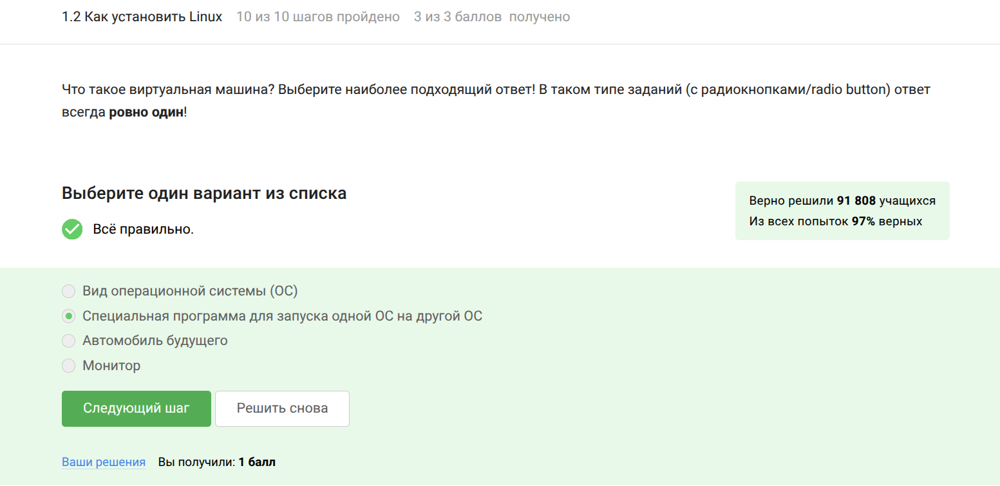 1.2 Как установить Linux 10 из 10 шагов пройдено 3 из 3 баллов получено
Что такое виртуальная машина? Выберите наиболее подходящий ответ! В таком типе заданий (с радиокнопками/radio button) ответ
всегда ровно один!
Выберите один вариант из списка
Верно решили 91 808 учащихся
Из всех попыток 97% верных
Всё правильно.
Вид операционной системы (ОС)
Специальная программа для запуска одной ОС на другой ОС
Автомобиль будущего
Монитор
Следующий шаг Решить снова
Ваши решения Вы получили: 1 балл